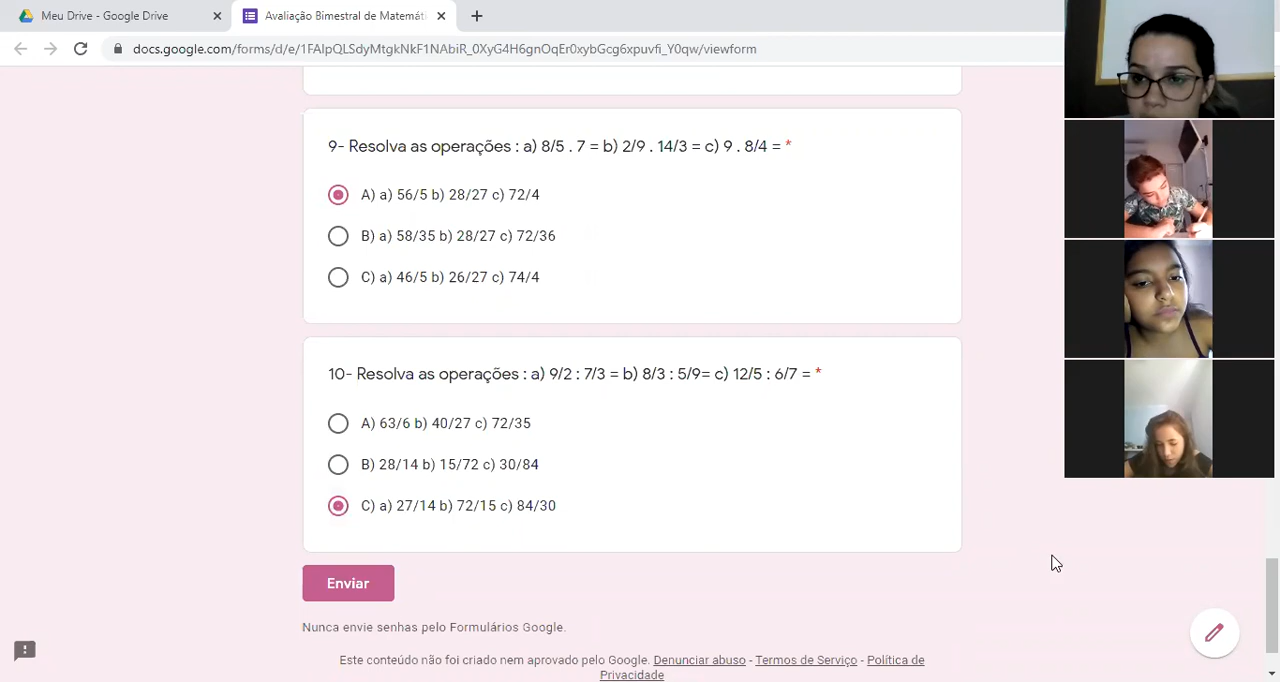 Meu Drive - Google Drive
Avaliação Bimestral de Matemáti
docs.google.com/forms/d/e/1FAIpQLSdyMtgkNkF1NAbiR_0XyG4H6gnOqEr0xybGcg6xpuvfi_Y0qw/viewform
9- Resolva as operações : a) 8/5 . 7 = b) 2/9 . 14/3 = c) 9 . 8/4 = *
A) a) 56/5 b) 28/27 c) 72/4
B) a) 58/35 b) 28/27 c) 72/36
C) a) 46/5 b) 26/27 c) 74/4
10- Resolva as operações : a) 9/2 : 7/3 = b) 8/3 : 5/9= c) 12/5 : 6/7 = *
A) 63/6 b) 40/27 c) 72/35
B) 28/14 b) 15/72 c) 30/84
C) a) 27/14 b) 72/15 c) 84/30
Enviar
Nunca envie senhas pelo Formulários Google.
Este conteúdo não foi criado nem aprovado pelo Google. Denunciar abuso - Termos de Serviço - Política de
Privacidade